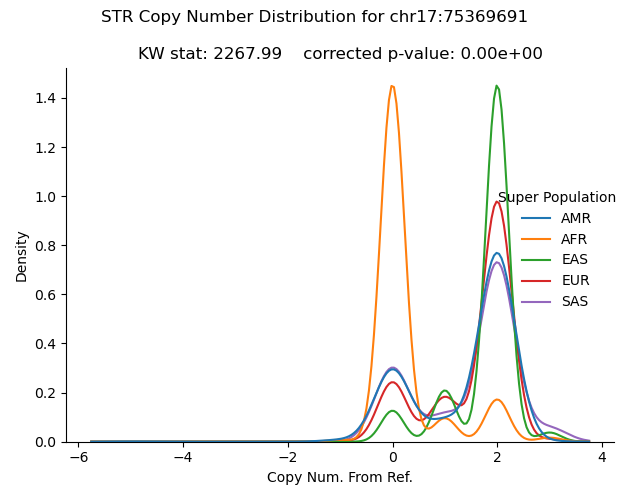 STR Copy Number Distribution for chr17:75369691
KW stat: 2267.99    corrected p-value: 0.00e+00
Density
1.4
1.2
1.0
0.8
0.6
0.4
0.2
0.0
−6
−4
−2
0
2
4
Copy Num. From Ref.
Super Population
AMR
AFR
EAS
EUR
SAS